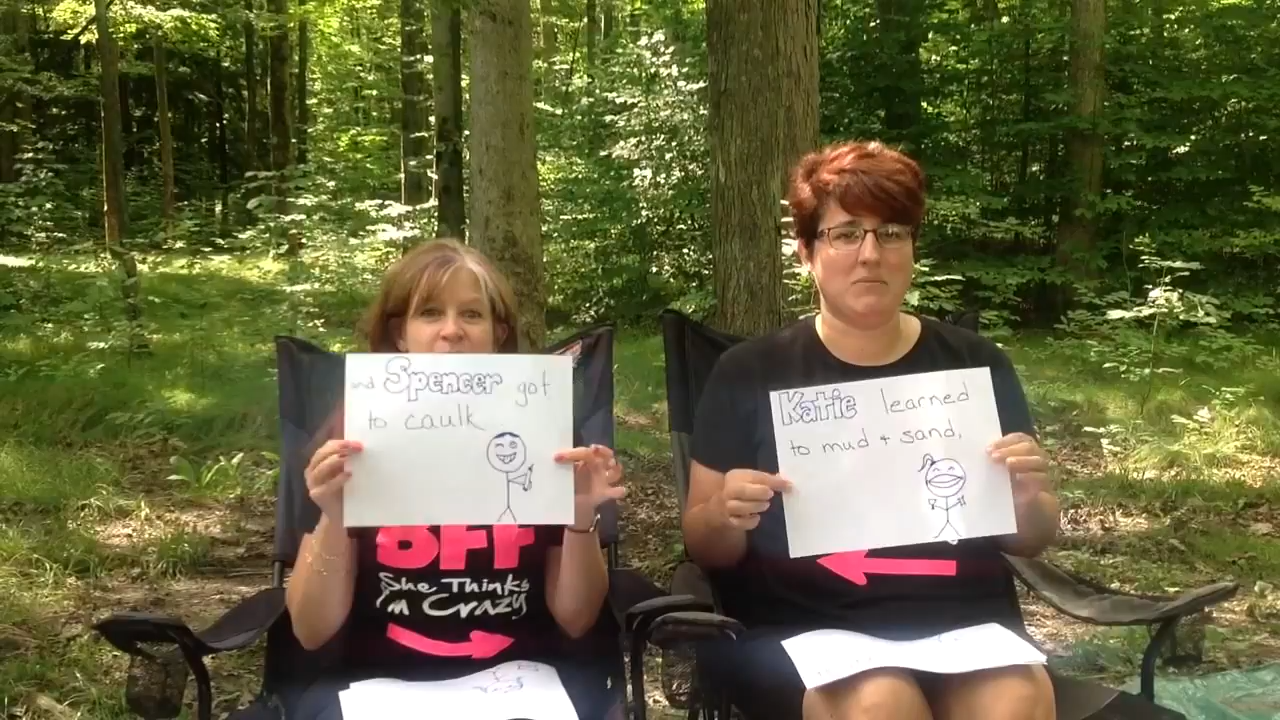 and Spencer got
to caulk
Katie learned
to mud + sand,
BFF
She Thinks
I'm Crazy